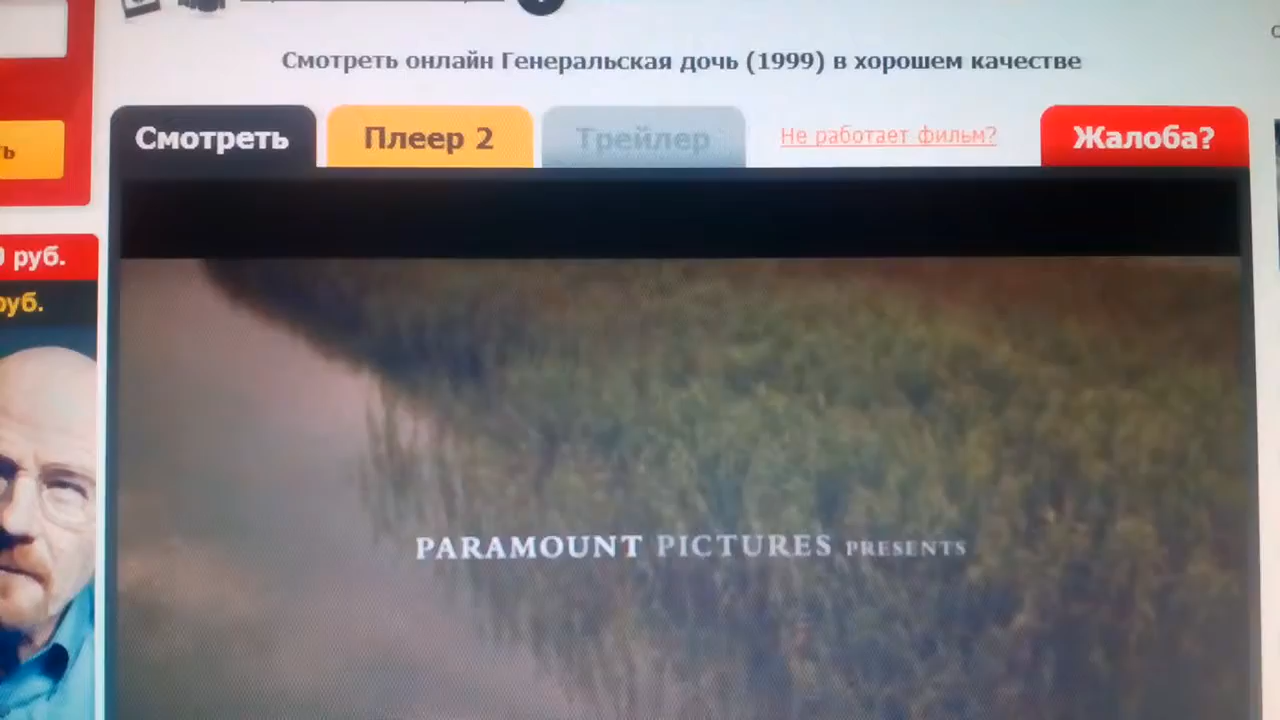 Смотреть онлайн Генеральская дочь (1999) в хорошем качестве
Смотреть
Плеер 2
Трейлер
Не работает фильм?
Жалоба?
руб.
руб.
PARAMOUNT PICTURES PRESENTS